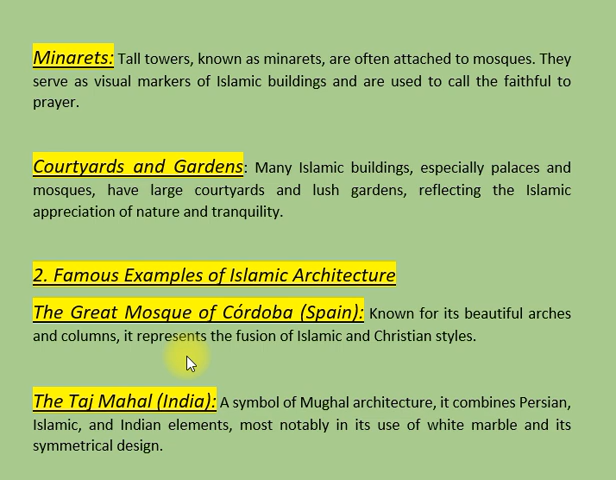 Minarets: Tall towers, known as minarets, are often attached to mosques. They
serve as visual markers of Islamic buildings and are used to call the faithful to
prayer.
Courtyards and Gardens: Many Islamic buildings, especially palaces and
mosques, have large courtyards and lush gardens, reflecting the Islamic
appreciation of nature and tranquility.
2. Famous Examples of Islamic Architecture
The Great Mosque of Córdoba (Spain): Known for its beautiful arches
and columns, it represents the fusion of Islamic and Christian styles.
The Taj Mahal (India): A symbol of Mughal architecture, it combines Persian,
Islamic, and Indian elements, most notably in its use of white marble and its
symmetrical design.